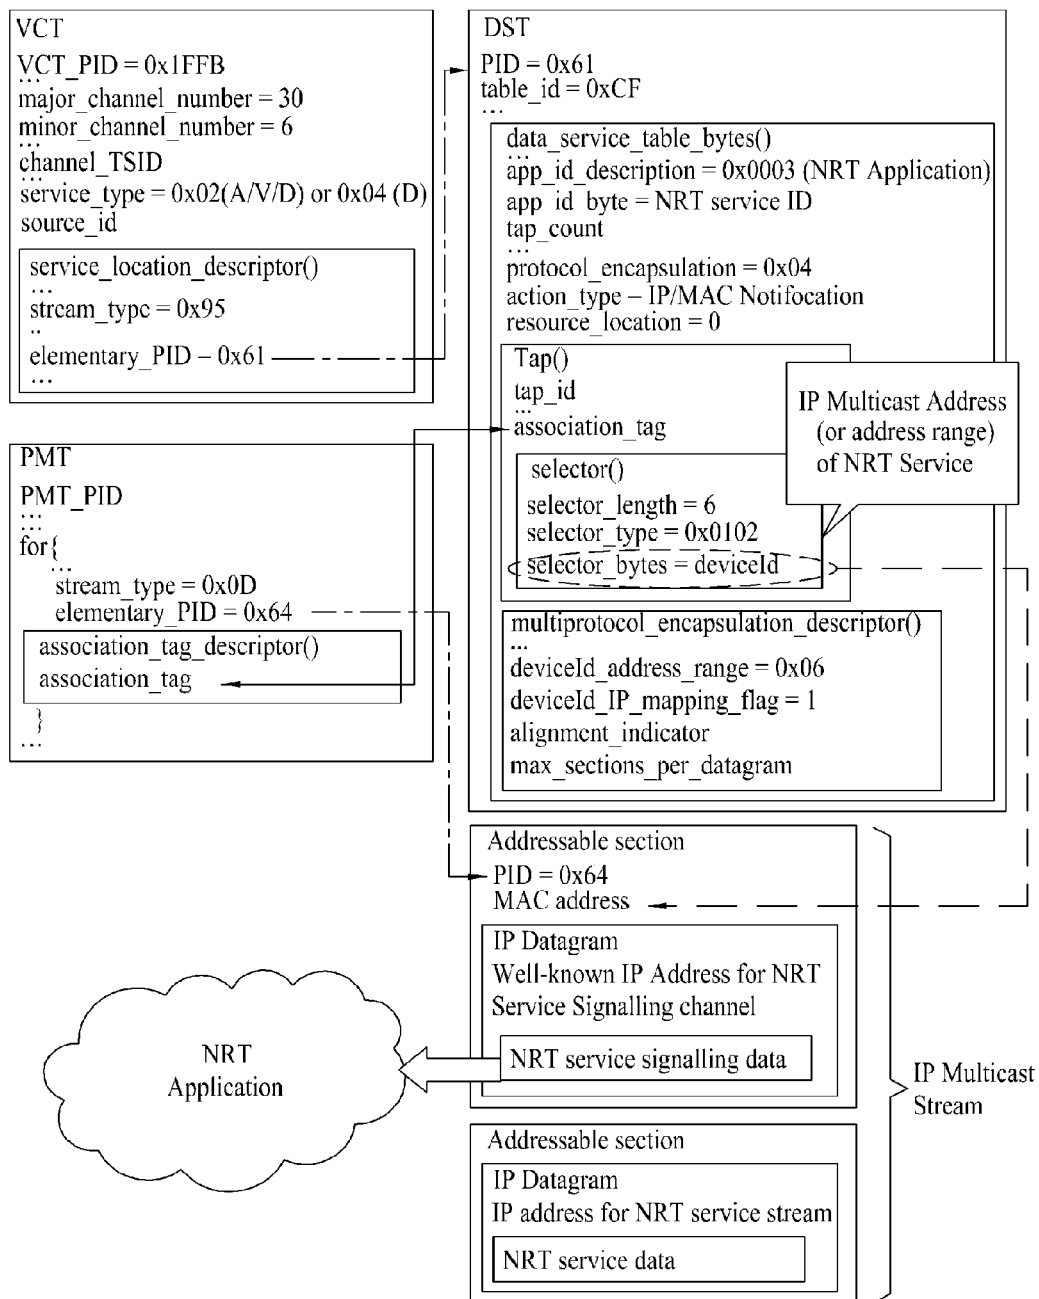 VCT
VCT_PID = 0x1FFB
...
major_channel_number = 30
minor_channel_number = 6
...
channel_TSID
...
service_type = 0x02(A/V/D) or 0x04 (D)
source_id
service_location_descriptor()
...
stream_type = 0x95
..
elementary_PID – 0x61
...
PMT
PMT_PID
...
...
for{
...
stream_type = 0x0D
elementary_PID = 0x64
association_tag_descriptor()
association_tag
}
...
DST
PID = 0x61
table_id = 0xCF
...
data_service_table_bytes()
...
app_id_description = 0x0003 (NRT Application)
app_id_byte = NRT service ID
tap_count
...
protocol_encapsulation = 0x04
action_type – IP/MAC Notifocation
resource_location = 0
Tap()
tap_id
...
association_tag
selector()
selector_length = 6
selector_type = 0x0102
selector_bytes = deviceId
IP Multicast Address
(or address range)
of NRT Service
multiprotocol_encapsulation_descriptor()
...
deviceId_address_range = 0x06
deviceId_IP_mapping_flag = 1
alignment_indicator
max_sections_per_datagram
Addressable section
PID = 0x64
MAC address
IP Datagram
Well-known IP Address for NRT
Service Signalling channel
NRT service signalling data
NRT
Application
IP Multicast
Stream
Addressable section
IP Datagram
IP address for NRT service stream
NRT service data